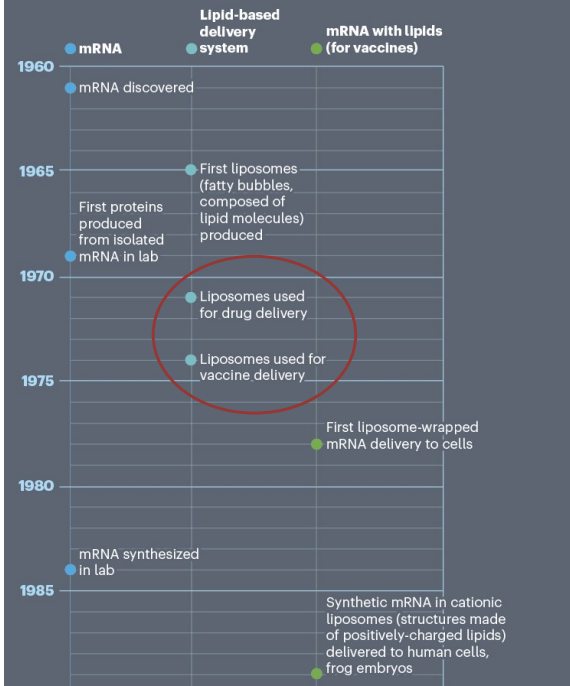 mRNA
Lipid-based
delivery
system
mRNA with lipids
(for vaccines)
1960
mRNA discovered
1965
First liposomes
(fatty bubbles,
composed of
lipid molecules)
produced
First proteins
produced
from isolated
mRNA in lab
1970
Liposomes used
for drug delivery
Liposomes used for
vaccine delivery
1975
First liposome-wrapped
mRNA delivery to cells
1980
mRNA synthesized
in lab
1985
Synthetic mRNA in cationic
liposomes (structures made
of positively-charged lipids)
delivered to human cells,
frog embryos